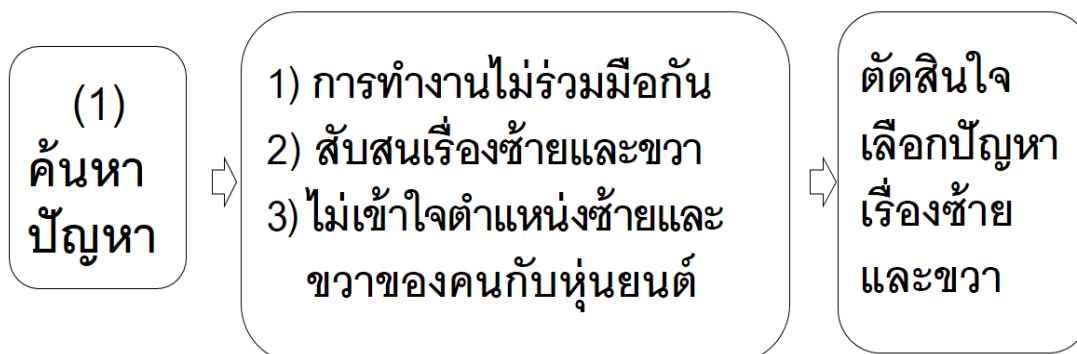 (1)
ค้นหา
ปัญหา
1) การทำงานไม่ร่วมมือกัน
2) สับสนเรื่องซ้ายและขวา
3) ไม่เข้าใจตำแหน่งซ้ายและ
ขวาของคนกับหุ่นยนต์
ตัดสินใจ
เลือกปัญหา
เรื่องซ้าย
และขวา